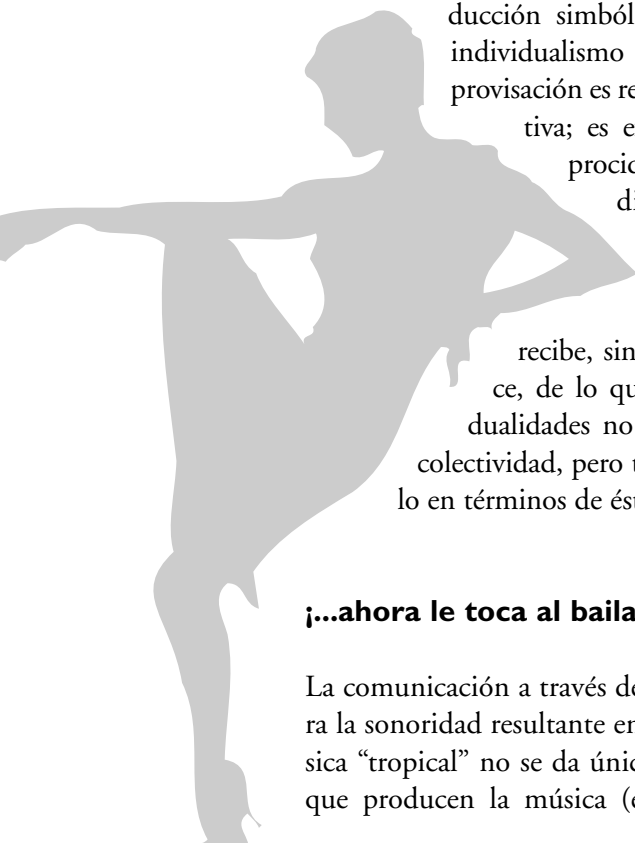 ducción simból
individualismo
provisación es re
tiva; es e
procid
di
recibe, sin
ce, de lo qu
dualidades no
colectividad, pero t
lo en términos de ést
¡...ahora le toca al baila
La comunicación a través de
ra la sonoridad resultante en
sica “tropical” no se da únic
que producen la música (e